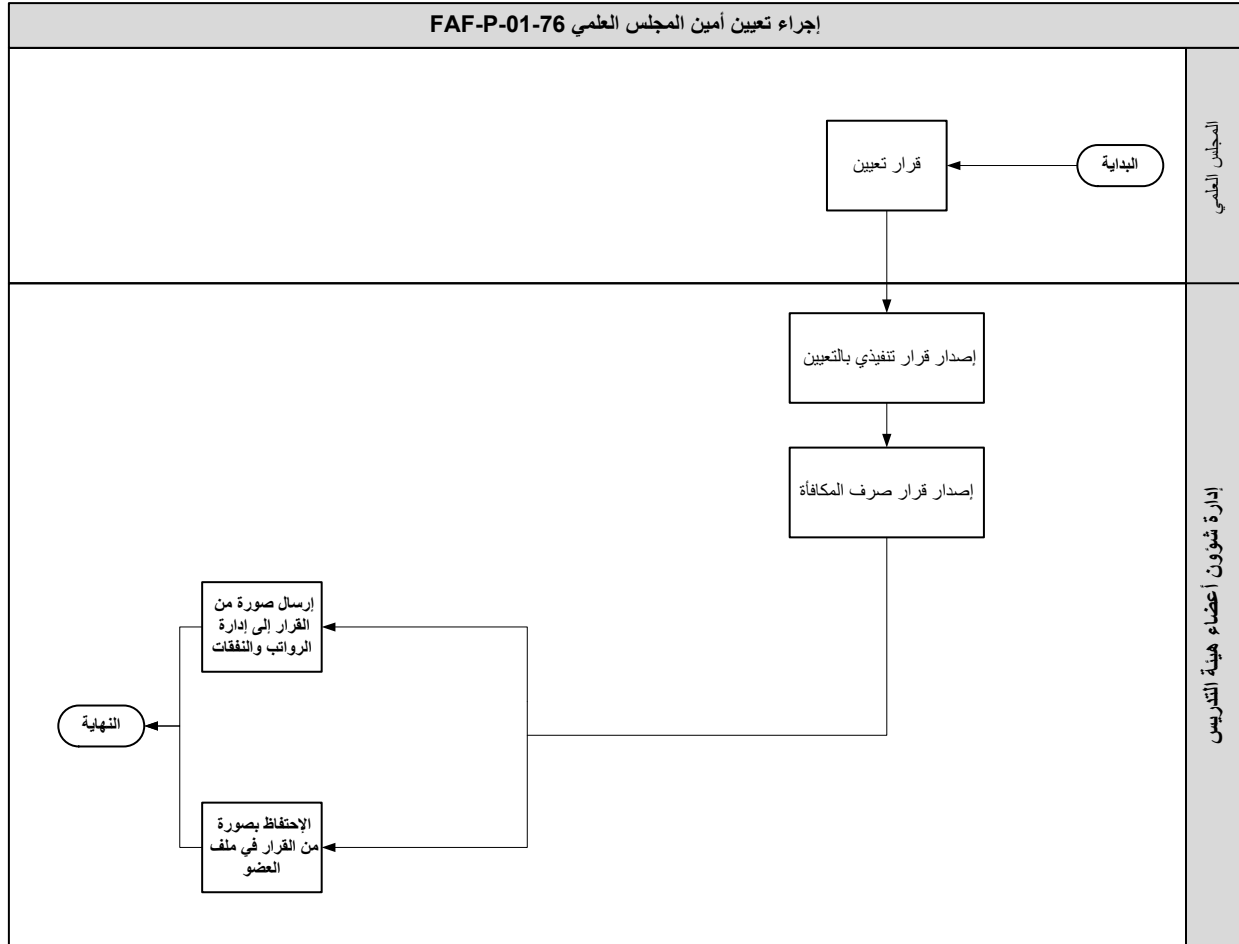 إجراء تعيين أمين المجلس العلمي FAF-P-01-76
المجلس العلمي
البداية
قرار تعيين
إدارة شؤون أعضاء هيئة التدريس
إصدار قرار تنفيذي بالتعيين
إصدار قرار صرف المكافأة
إرسال صورة من
القرار إلى إدارة
الرواتب والنفقات
الإحتفاظ بصورة
من القرار في ملف
العضو
النهاية